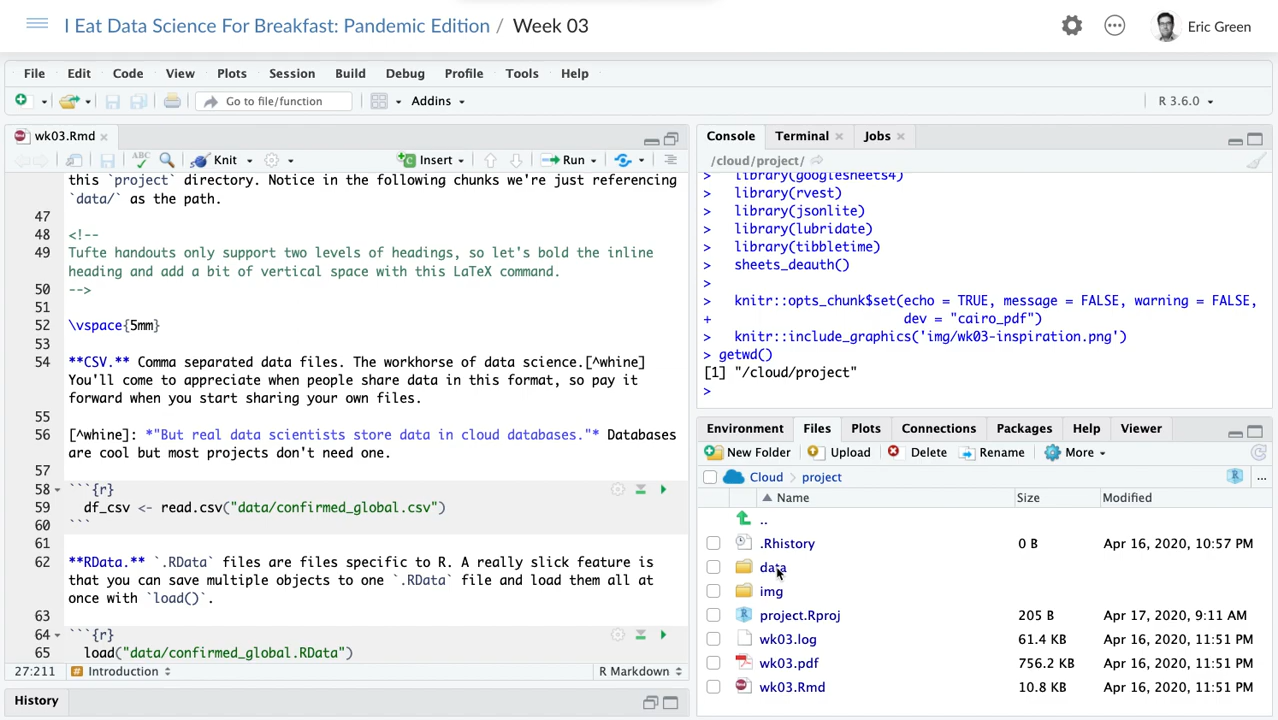 I Eat Data Science For Breakfast: Pandemic Edition / Week 03
Eric Green
File Edit Code View Plots Session Build Debug Profile Tools Help
Go to file/function
Addins
R 3.6.0
wk03.Rmd
ABC
Knit
Insert
Run
this `project` directory. Notice in the following chunks we're just referencing
`data/` as the path.
47
48 <!--
49 Tufte handouts only support two levels of headings, so let's bold the inline
heading and add a bit of vertical space with this LaTeX command.
50 -->
51
52 \vspace{5mm}
53
54 **CSV.** Comma separated data files. The workhorse of data science.[^whine]
You'll come to appreciate when people share data in this format, so pay it
forward when you start sharing your own files.
55
56 [^whine]: *"But real data scientists store data in cloud databases."* Databases
are cool but most projects don't need one.
57
58 ```{r}
59 df_csv <- read.csv("data/confirmed_global.csv")
60 ```
61
62 **RData.** `.RData` files are files specific to R. A really slick feature is
that you can save multiple objects to one `.RData` file and load them all at
once with `load()`.
63
64 ```{r}
65 load("data/confirmed_global.RData")
27:211 # Introduction R Markdown
History
Console Terminal Jobs
/cloud/project/
> library(googlesheets4)
> library(rvest)
> library(jsonlite)
> library(lubridate)
> library(tibbletime)
> sheets_deauth()
>
> knitr::opts_chunk$set(echo = TRUE, message = FALSE, warning = FALSE,
+ dev = "cairo_pdf")
> knitr::include_graphics('img/wk03-inspiration.png')
> getwd()
[1] "/cloud/project"
>
Environment Files Plots Connections Packages Help Viewer
New Folder Upload Delete Rename More
Cloud project
Name Size Modified
..
.Rhistory 0 B Apr 16, 2020, 10:57 PM
data
img
project.Rproj 205 B Apr 17, 2020, 9:11 AM
wk03.log 61.4 KB Apr 16, 2020, 11:51 PM
wk03.pdf 756.2 KB Apr 16, 2020, 11:51 PM
wk03.Rmd 10.8 KB Apr 16, 2020, 11:51 PM